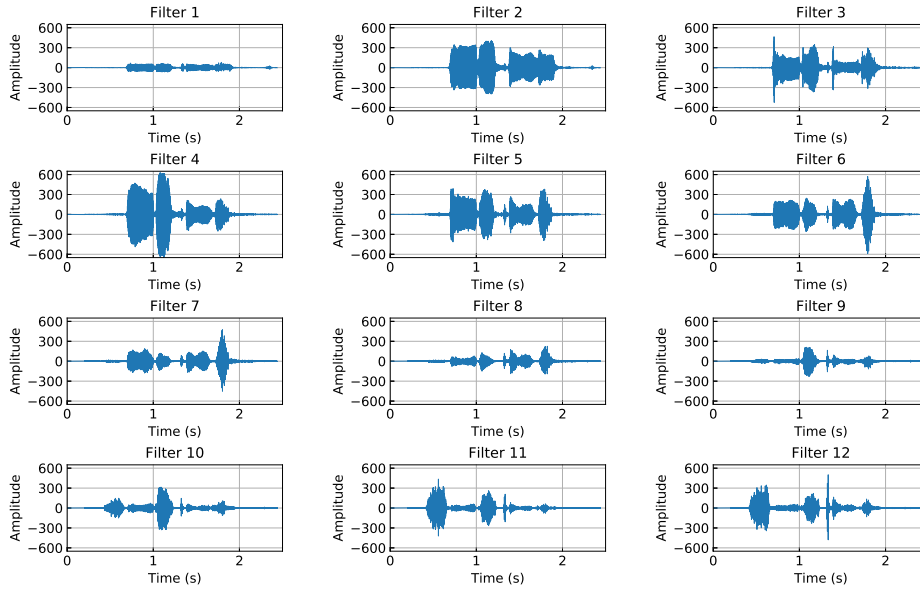 Filter 1 Filter 2 Filter 3
600 600 600
300 300 300
0 0 0
−300 −300 −300
−600 −600 −600
Amplitude Amplitude Amplitude
0 1 2 0 1 2 0 1 2
Time (s) Time (s) Time (s)
Filter 4 Filter 5 Filter 6
600 600 600
300 300 300
0 0 0
−300 −300 −300
−600 −600 −600
Amplitude Amplitude Amplitude
0 1 2 0 1 2 0 1 2
Time (s) Time (s) Time (s)
Filter 7 Filter 8 Filter 9
600 600 600
300 300 300
0 0 0
−300 −300 −300
−600 −600 −600
Amplitude Amplitude Amplitude
0 1 2 0 1 2 0 1 2
Time (s) Time (s) Time (s)
Filter 10 Filter 11 Filter 12
600 600 600
300 300 300
0 0 0
−300 −300 −300
−600 −600 −600
Amplitude Amplitude Amplitude
0 1 2 0 1 2 0 1 2
Time (s) Time (s) Time (s)